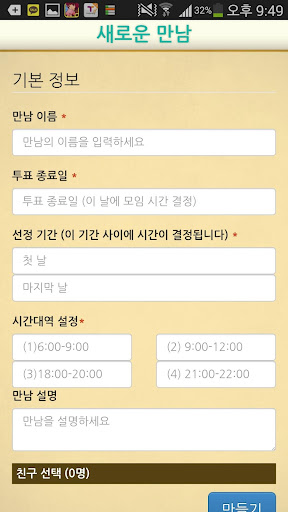 32% 오후 9:49
새로운 만남
기본 정보
만남 이름 *
만남의 이름을 입력하세요
투표 종료일 *
투표 종료일 (이 날에 모임 시간 결정)
선정 기간 (이 기간 사이에 시간이 결정됩니다) *
첫 날
마지막 날
시간대역 설정*
(1)6:00-9:00
(2) 9:00-12:00
(3)18:00-20:00
(4) 21:00-22:00
만남 설명
만남을 설명하세요
친구 선택 (0명)
만들기